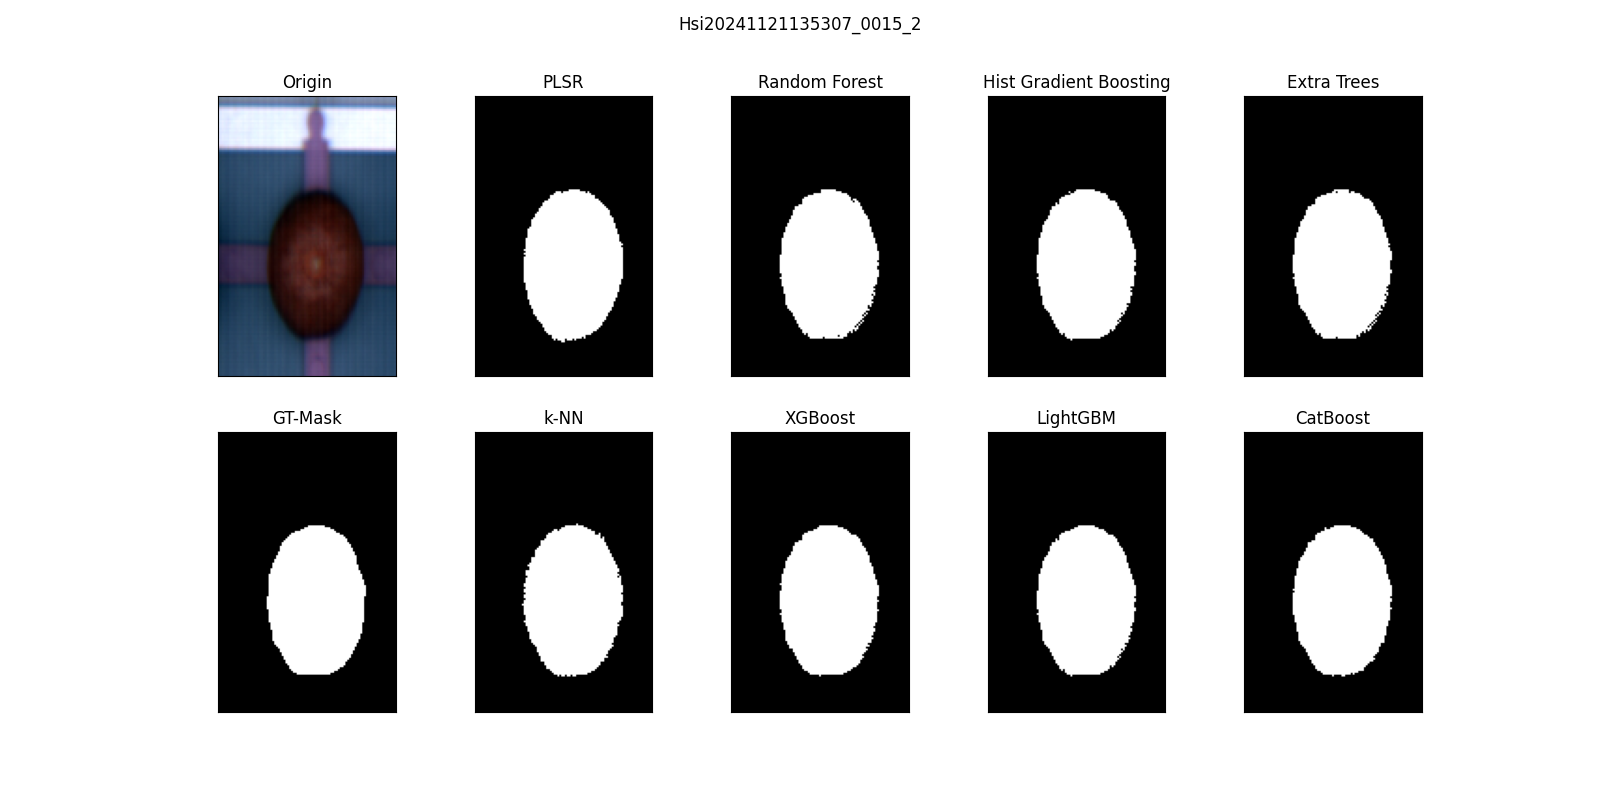 Hsi20241121135307_0015_2
Origin
PLSR
Random Forest
Hist Gradient Boosting
Extra Trees
GT-Mask
k-NN
XGBoost
LightGBM
CatBoost